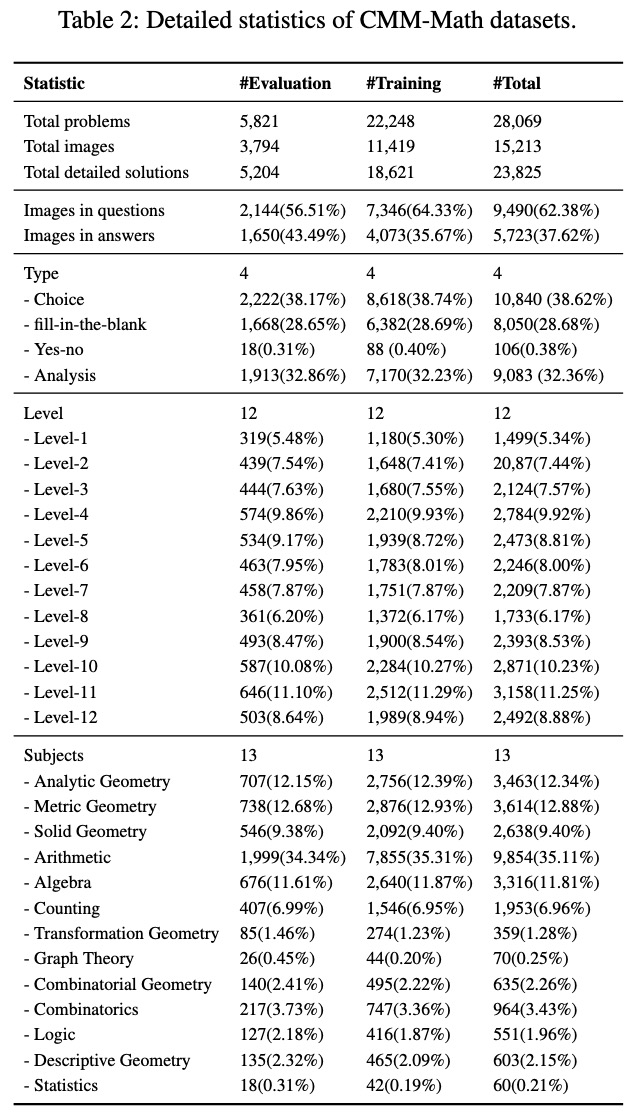 Table 2: Detailed statistics of CMM-Math datasets.
Statistic #Evaluation #Training #Total
Total problems 5,821 22,248 28,069
Total images 3,794 11,419 15,213
Total detailed solutions 5,204 18,621 23,825
Images in questions 2,144(56.51%) 7,346(64.33%) 9,490(62.38%)
Images in answers 1,650(43.49%) 4,073(35.67%) 5,723(37.62%)
Type 4 4 4
- Choice 2,222(38.17%) 8,618(38.74%) 10,840 (38.62%)
- fill-in-the-blank 1,668(28.65%) 6,382(28.69%) 8,050(28.68%)
- Yes-no 18(0.31%) 88 (0.40%) 106(0.38%)
- Analysis 1,913(32.86%) 7,170(32.23%) 9,083 (32.36%)
Level 12 12 12
- Level-1 319(5.48%) 1,180(5.30%) 1,499(5.34%)
- Level-2 439(7.54%) 1,648(7.41%) 20,87(7.44%)
- Level-3 444(7.63%) 1,680(7.55%) 2,124(7.57%)
- Level-4 574(9.86%) 2,210(9.93%) 2,784(9.92%)
- Level-5 534(9.17%) 1,939(8.72%) 2,473(8.81%)
- Level-6 463(7.95%) 1,783(8.01%) 2,246(8.00%)
- Level-7 458(7.87%) 1,751(7.87%) 2,209(7.87%)
- Level-8 361(6.20%) 1,372(6.17%) 1,733(6.17%)
- Level-9 493(8.47%) 1,900(8.54%) 2,393(8.53%)
- Level-10 587(10.08%) 2,284(10.27%) 2,871(10.23%)
- Level-11 646(11.10%) 2,512(11.29%) 3,158(11.25%)
- Level-12 503(8.64%) 1,989(8.94%) 2,492(8.88%)
Subjects 13 13 13
- Analytic Geometry 707(12.15%) 2,756(12.39%) 3,463(12.34%)
- Metric Geometry 738(12.68%) 2,876(12.93%) 3,614(12.88%)
- Solid Geometry 546(9.38%) 2,092(9.40%) 2,638(9.40%)
- Arithmetic 1,999(34.34%) 7,855(35.31%) 9,854(35.11%)
- Algebra 676(11.61%) 2,640(11.87%) 3,316(11.81%)
- Counting 407(6.99%) 1,546(6.95%) 1,953(6.96%)
- Transformation Geometry 85(1.46%) 274(1.23%) 359(1.28%)
- Graph Theory 26(0.45%) 44(0.20%) 70(0.25%)
- Combinatorial Geometry 140(2.41%) 495(2.22%) 635(2.26%)
- Combinatorics 217(3.73%) 747(3.36%) 964(3.43%)
- Logic 127(2.18%) 416(1.87%) 551(1.96%)
- Descriptive Geometry 135(2.32%) 465(2.09%) 603(2.15%)
- Statistics 18(0.31%) 42(0.19%) 60(0.21%)